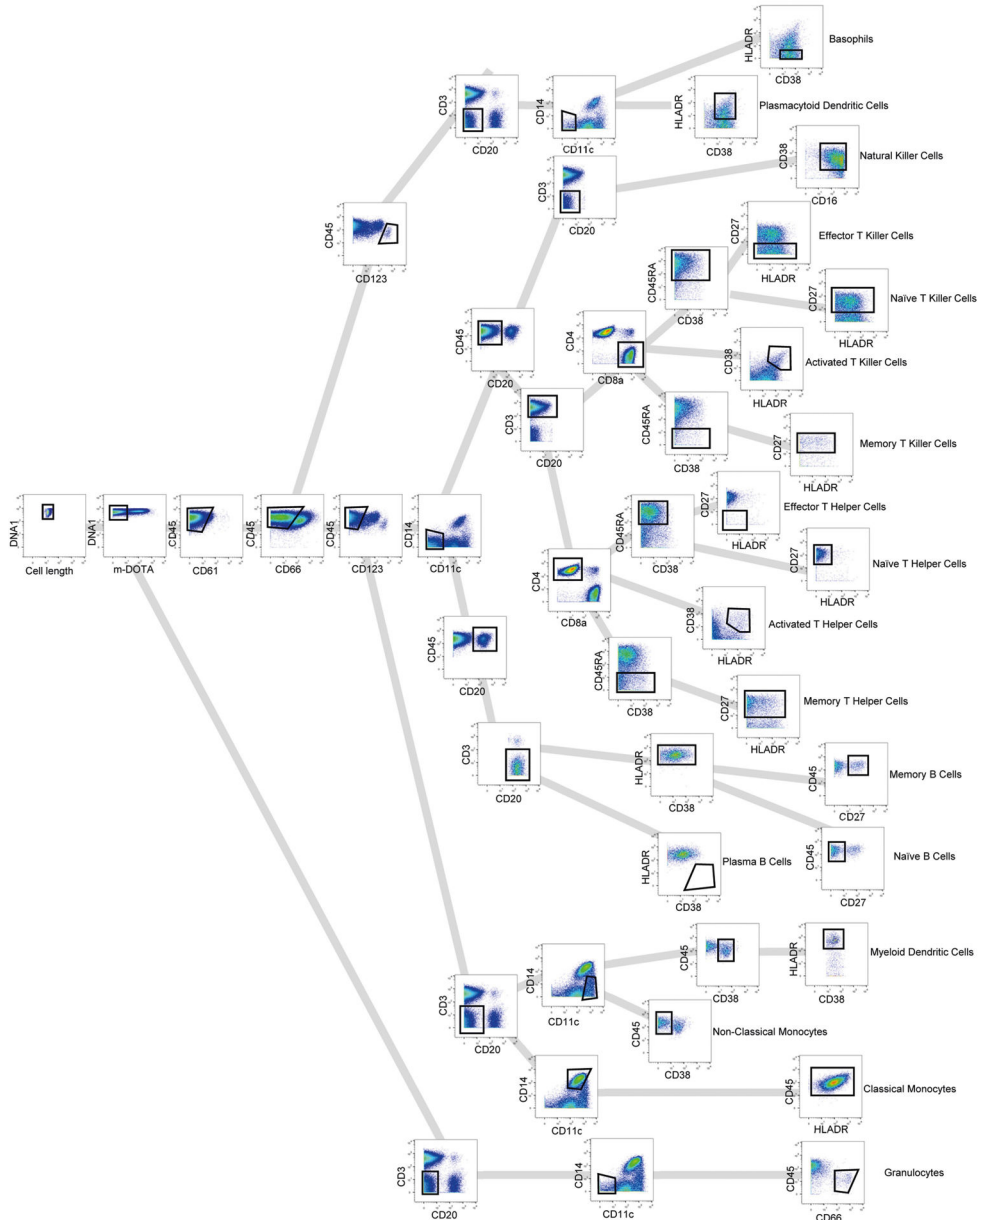 HLADR
CD38
Basophils
CD3
CD20
CD14
CD11c
HLADR
CD38
Plasmacytoid Dendritic Cells
CD3
CD20
CD38
CD16
Natural Killer Cells
CD45
CD123
CD27
HLADR
Effector T Killer Cells
CD45RA
CD38
CD27
HLADR
Naïve T Killer Cells
CD45
CD20
CD4
CD8a
CD38
HLADR
Activated T Killer Cells
CD3
CD20
CD45RA
CD38
CD27
HLADR
Memory T Killer Cells
DNA1
Cell length
DNA1
m-DOTA
CD45
CD61
CD45
CD66
CD45
CD123
CD14
CD11c
CD45RA
CD38
CD27
HLADR
Effector T Helper Cells
CD27
HLADR
Naïve T Helper Cells
CD4
CD8a
CD38
HLADR
Activated T Helper Cells
CD45
CD20
CD45RA
CD38
CD27
HLADR
Memory T Helper Cells
CD3
CD20
HLADR
CD38
CD45
CD27
Memory B Cells
HLADR
CD38
Plasma B Cells
CD45
CD27
Naïve B Cells
CD3
CD20
CD14
CD11c
CD45
CD38
HLADR
CD38
Myeloid Dendritic Cells
CD45
CD38
Non-Classical Monocytes
CD14
CD11c
CD45
HLADR
Classical Monocytes
CD3
CD20
CD14
CD11c
CD45
CD66
Granulocytes